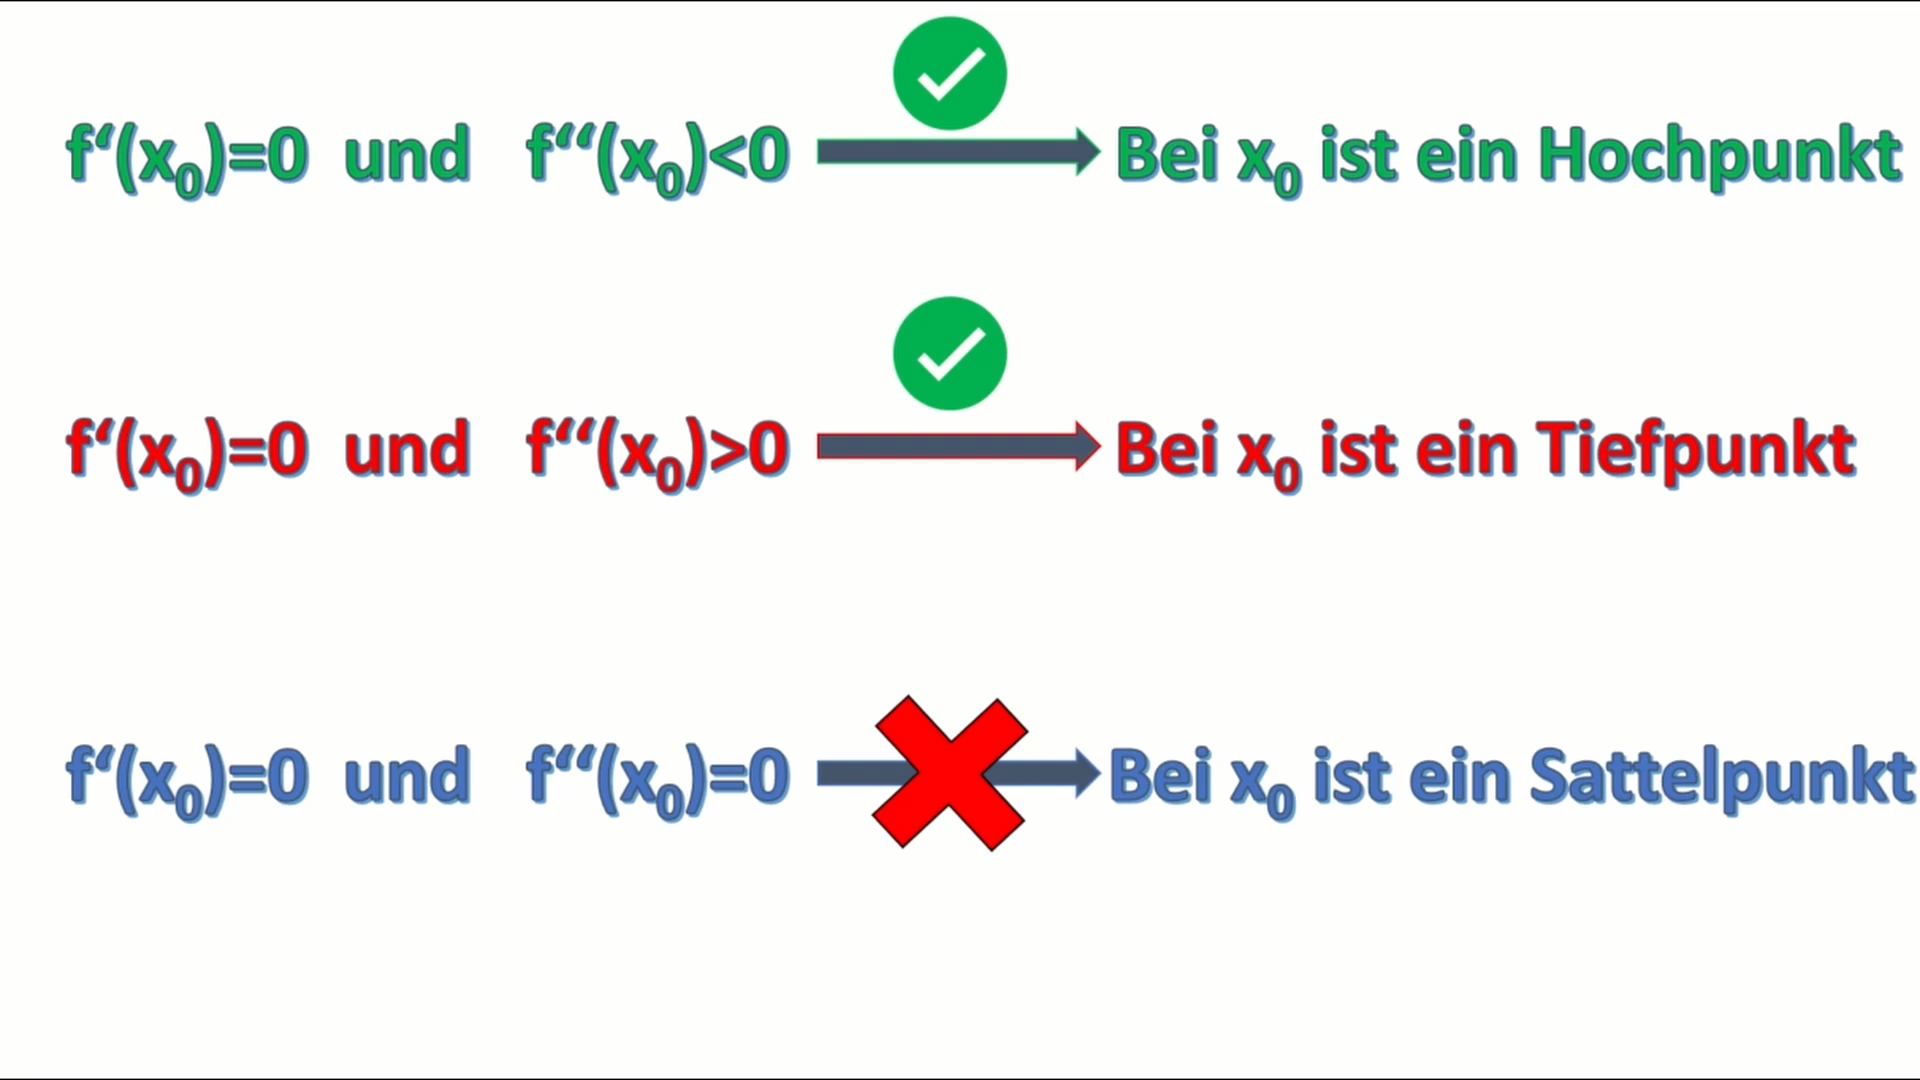 f‘(x₀)=0 und f‘‘(x₀)<0 Bei x₀ ist ein Hochpunkt
f‘(x₀)=0 und f‘‘(x₀)>0 Bei x₀ ist ein Tiefpunkt
f‘(x₀)=0 und f‘‘(x₀)=0 Bei x₀ ist ein Sattelpunkt